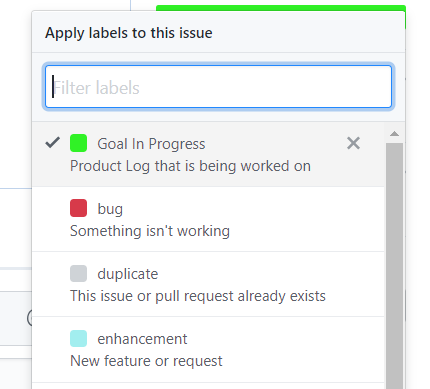 Apply labels to this issue
Filter labels
Goal In Progress
Product Log that is being worked on
bug
Something isn't working
duplicate
This issue or pull request already exists
enhancement
New feature or request